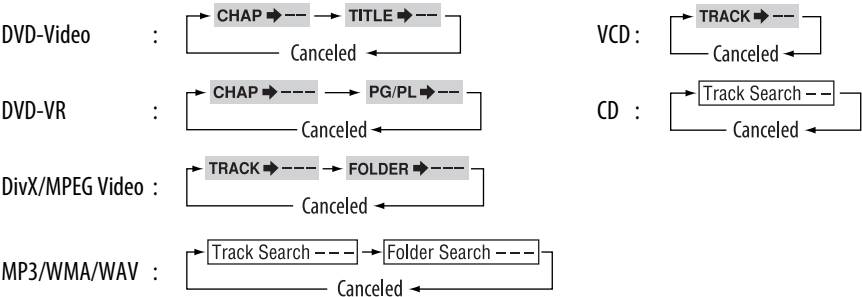 DVD-Video : CHAP ➡ –– TITLE ➡ ––
Canceled
DVD-VR : CHAP ➡ ––– PG/PL ➡ ––
Canceled
DivX/MPEG Video : TRACK ➡ ––– FOLDER ➡ –––
Canceled
MP3/WMA/WAV : Track Search – – – Folder Search – – –
Canceled
VCD : TRACK ➡ ––
Canceled
CD : Track Search – –
Canceled